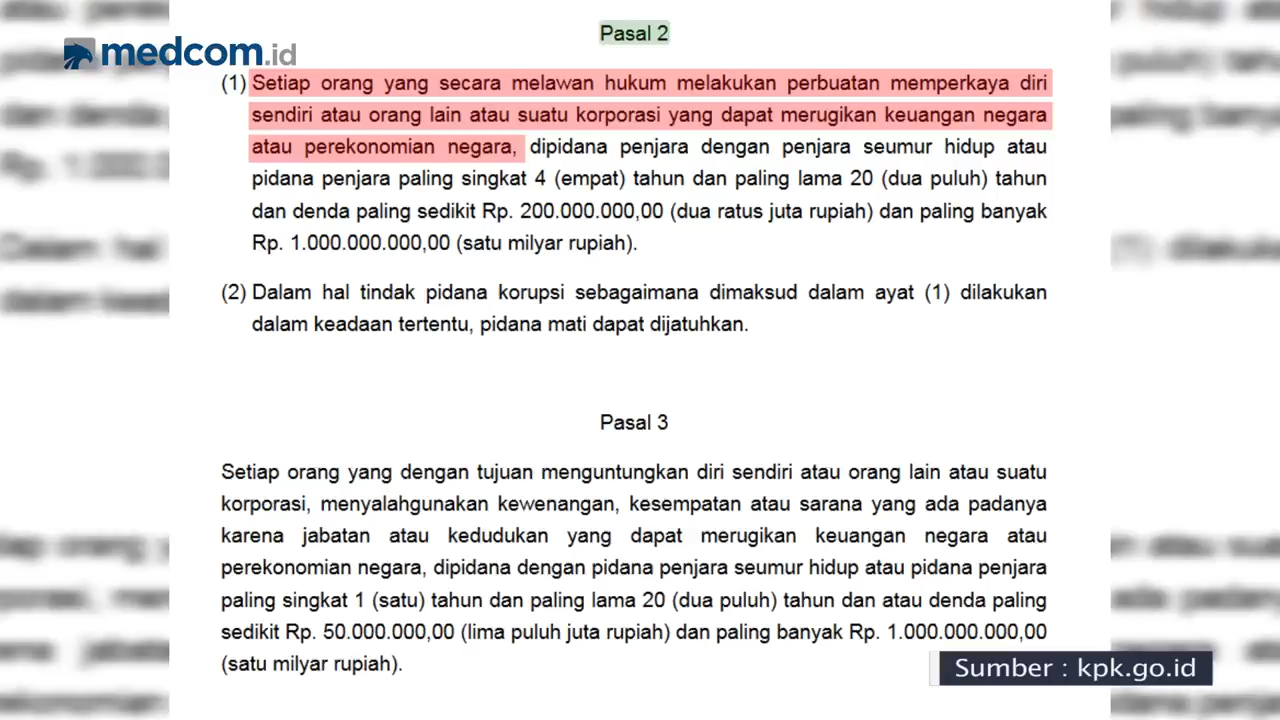 Pasal 2
medcom.id
(1) Setiap orang yang secara melawan hukum melakukan perbuatan memperkaya diri
sendiri atau orang lain atau suatu korporasi yang dapat merugikan keuangan negara
atau perekonomian negara, dipidana penjara dengan penjara seumur hidup atau
pidana penjara paling singkat 4 (empat) tahun dan paling lama 20 (dua puluh) tahun
dan denda paling sedikit Rp. 200.000.000,00 (dua ratus juta rupiah) dan paling banyak
Rp. 1.000.000.000,00 (satu milyar rupiah).
(2) Dalam hal tindak pidana korupsi sebagaimana dimaksud dalam ayat (1) dilakukan
dalam keadaan tertentu, pidana mati dapat dijatuhkan.
Pasal 3
Setiap orang yang dengan tujuan menguntungkan diri sendiri atau orang lain atau suatu
korporasi, menyalahgunakan kewenangan, kesempatan atau sarana yang ada padanya
karena jabatan atau kedudukan yang dapat merugikan keuangan negara atau
perekonomian negara, dipidana dengan pidana penjara seumur hidup atau pidana penjara
paling singkat 1 (satu) tahun dan paling lama 20 (dua puluh) tahun dan atau denda paling
sedikit Rp. 50.000.000,00 (lima puluh juta rupiah) dan paling banyak Rp. 1.000.000.000,00
(satu milyar rupiah).
Sumber : kpk.go.id